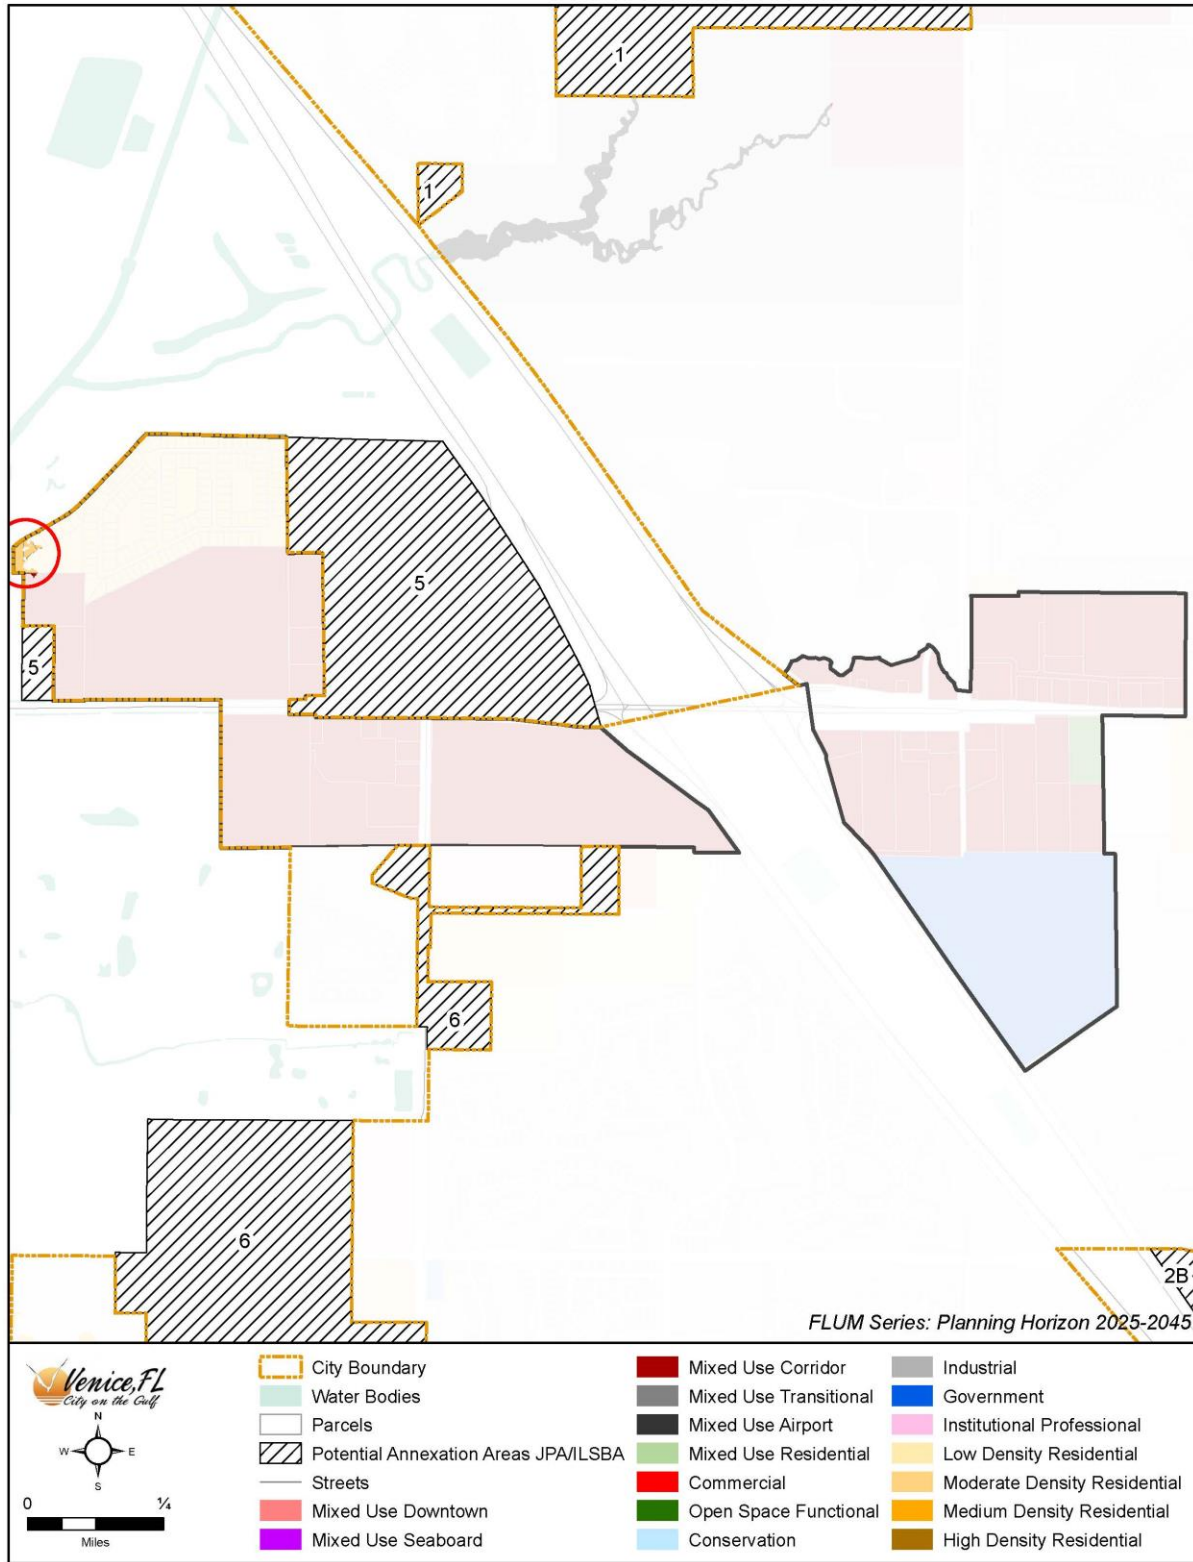 1
1
5
5
6
6
2B
FLUM Series: Planning Horizon 2025-2045
Venice, FL
City on the Gulf
N
W
E
S
0
¼
Miles
City Boundary
Water Bodies
Parcels
Potential Annexation Areas JPA/ILSBA
Streets
Mixed Use Downtown
Mixed Use Seaboard
Mixed Use Corridor
Mixed Use Transitional
Mixed Use Airport
Mixed Use Residential
Commercial
Open Space Functional
Conservation
Industrial
Government
Institutional Professional
Low Density Residential
Moderate Density Residential
Medium Density Residential
High Density Residential